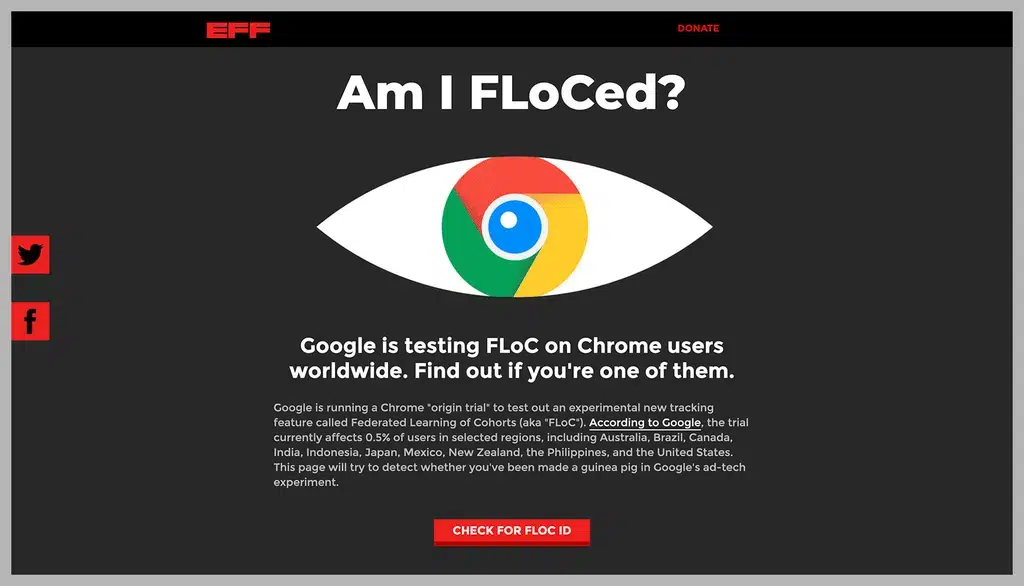 EFF
DONATE
Am I FLoCed?
Google is testing FLoC on Chrome users
worldwide. Find out if you're one of them.
Google is running a Chrome "origin trial" to test out an experimental new tracking
feature called Federated Learning of Cohorts (aka "FLoC"). According to Google, the trial
currently affects 0.5% of users in selected regions, including Australia, Brazil, Canada,
India, Indonesia, Japan, Mexico, New Zealand, the Philippines, and the United States.
This page will try to detect whether you've been made a guinea pig in Google's ad-tech
experiment.
CHECK FOR FLOC ID